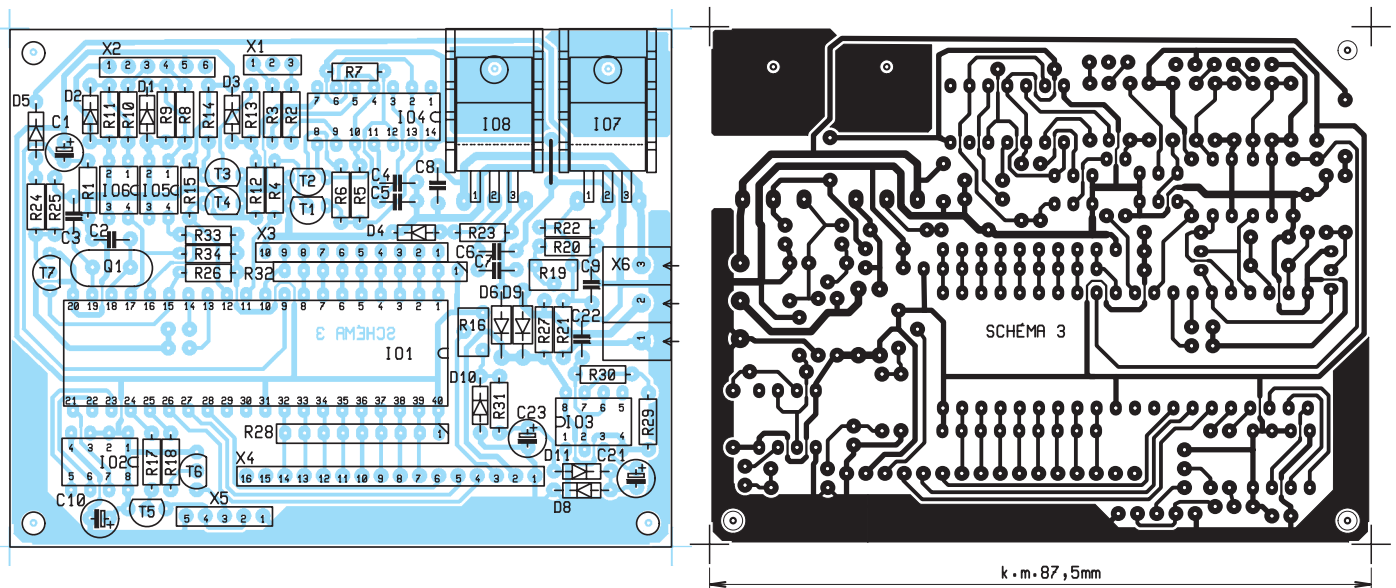 X2
1 2 3 4 5 6
X1
1 2 3
R7
D5
D2
R11
R10
D1
R9
R8
R14
D3
R13
R3
R2
7 6 5 4 3 2 1
IO4
8 9 10 11 12 13 14
IO8
IO7
C1
R24
R25
R1
2 1
IO6
3 4
2 1
IO5
3 4
R15
T3
T4
R12
R4
T2
T1
R6
R5
C4
C5
C8
1 2 3
1 2 3
C3
C2
R33
R34
R26
X3
10 9 8 7 6 5 4 3 2 1
D4
R23
R22
R20
C6
C7
R19
C9
X6
3
2
1
T7
Q1
R32
1
D6
D9
20 19 18 17 16 15 14 13 12 11 10 9 8 7 6 5 4 3 2 1
SCHÉMA 3
IO1
R16
R27
R21
C22
21 22 23 24 25 26 27 28 29 30 31 32 33 34 35 36 37 38 39 40
D10
R31
R30
8 7 6 5
IO3
1 2 3 4
R29
C23
R28
1
4 3 2 1
IO2
5 6 7 8
R17
R18
T6
X4
16 15 14 13 12 11 10 9 8 7 6 5 4 3 2 1
D11
C21
D8
C10
T5
X5
5 4 3 2 1
SCHÉMA 3
k.m.87,5mm